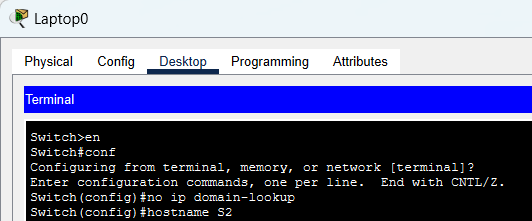 Laptop0
Physical Config Desktop Programming Attributes
Terminal
Switch>en
Switch#conf
Configuring from terminal, memory, or network [terminal]?
Enter configuration commands, one per line.  End with CNTL/Z.
Switch(config)#no ip domain-lookup
Switch(config)#hostname S2